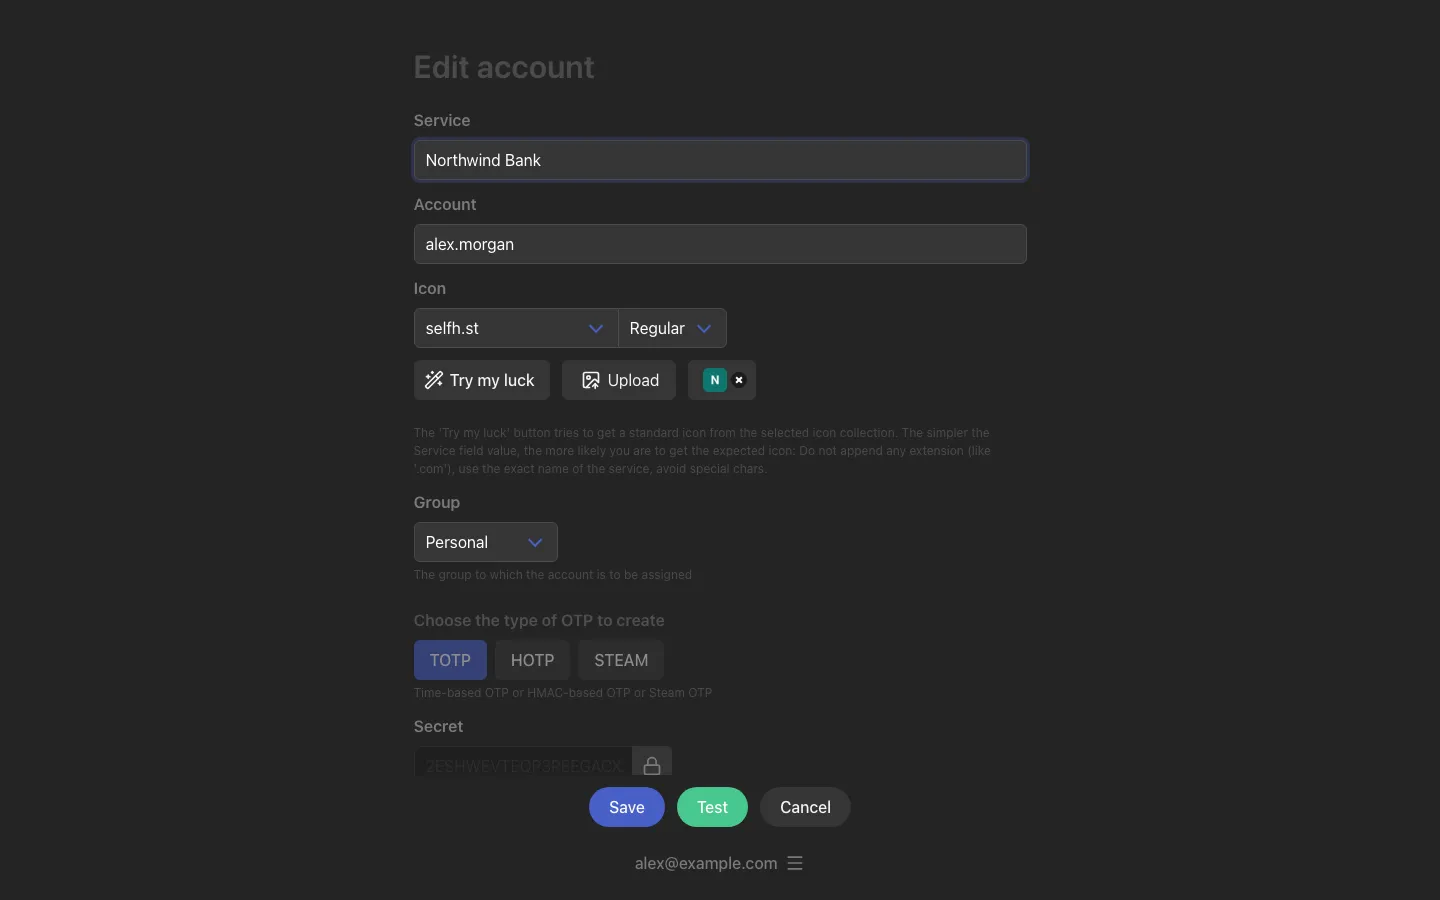 Edit account
Service
Northwind Bank
Account
alex.morgan
Icon
selfh.st
Regular
Try my luck
Upload
N
The 'Try my luck' button tries to get a standard icon from the selected icon collection. The simpler the
Service field value, the more likely you are to get the expected icon: Do not append any extension (like
'.com'), use the exact name of the service, avoid special chars.
Group
Personal
The group to which the account is to be assigned
Choose the type of OTP to create
TOTP
HOTP
STEAM
Time-based OTP or HMAC-based OTP or Steam OTP
Secret
Save
Test
Cancel
alex@example.com